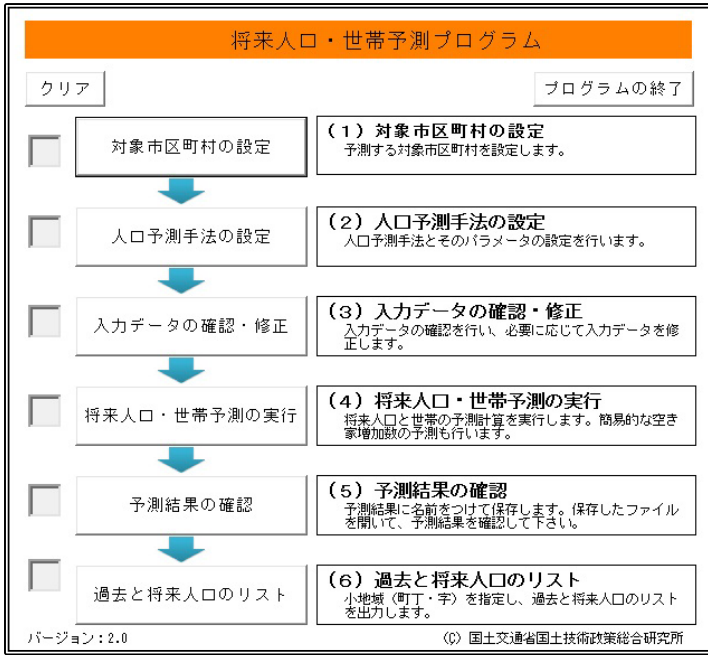 将来人口・世帯予測プログラム
クリア
プログラムの終了
対象市区町村の設定
(1)対象市区町村の設定
予測する対象市区町村を設定します。
人口予測手法の設定
(2)人口予測手法の設定
人口予測手法とそのパラメータの設定を行います。
入力データの確認・修正
(3)入力データの確認・修正
入力データの確認を行い、必要に応じて入力データを修
正します。
将来人口・世帯予測の実行
(4)将来人口・世帯予測の実行
将来人口と世帯の予測計算を実行します。簡易的な空き
家増加数の予測も行います。
予測結果の確認
(5)予測結果の確認
予測結果に名前をつけて保存します。保存したファイル
を開いて、予測結果を確認して下さい。
過去と将来人口のリスト
(6)過去と将来人口のリスト
小地域(町丁・字)を指定し、過去と将来人口のリスト
を出力します。
バージョン:2.0
(C) 国土交通省国土技術政策総合研究所